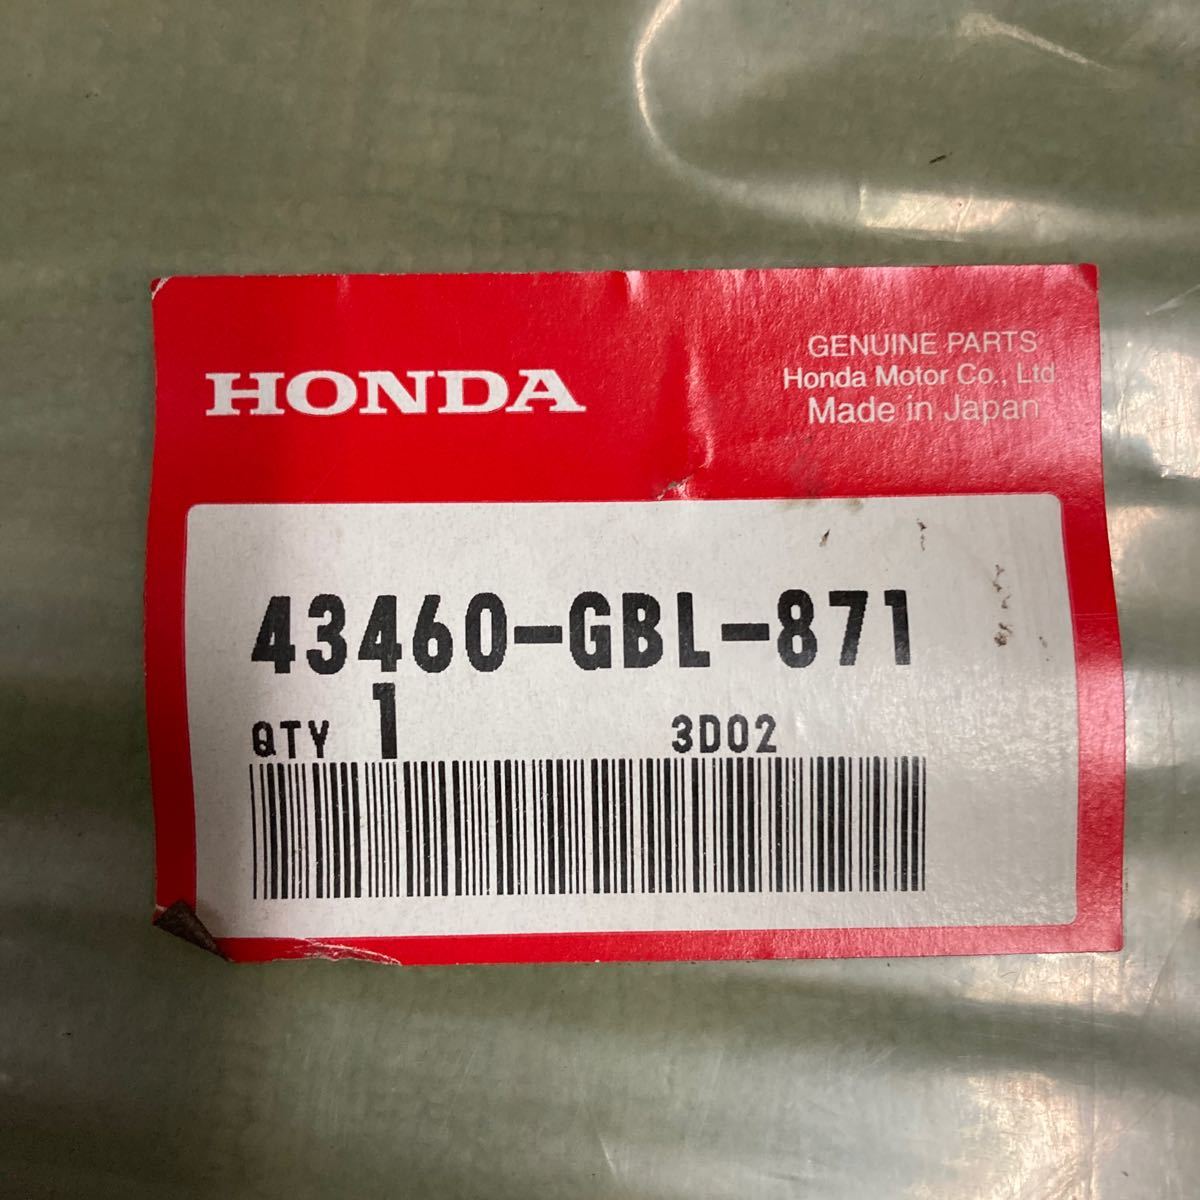 HONDA
GENUINE PARTS
Honda Motor Co., Ltd
Made in Japan
43460-GBL-871
QTY 1 3D02